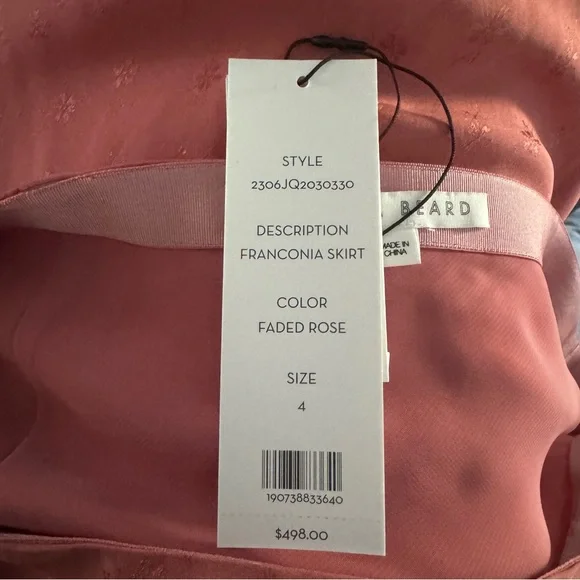 STYLE
2306JQ2030330
DESCRIPTION
FRANCONIA SKIRT
COLOR
FADED ROSE
SIZE
4
190738833640
$498.00
BEARD
MADE IN
CHINA